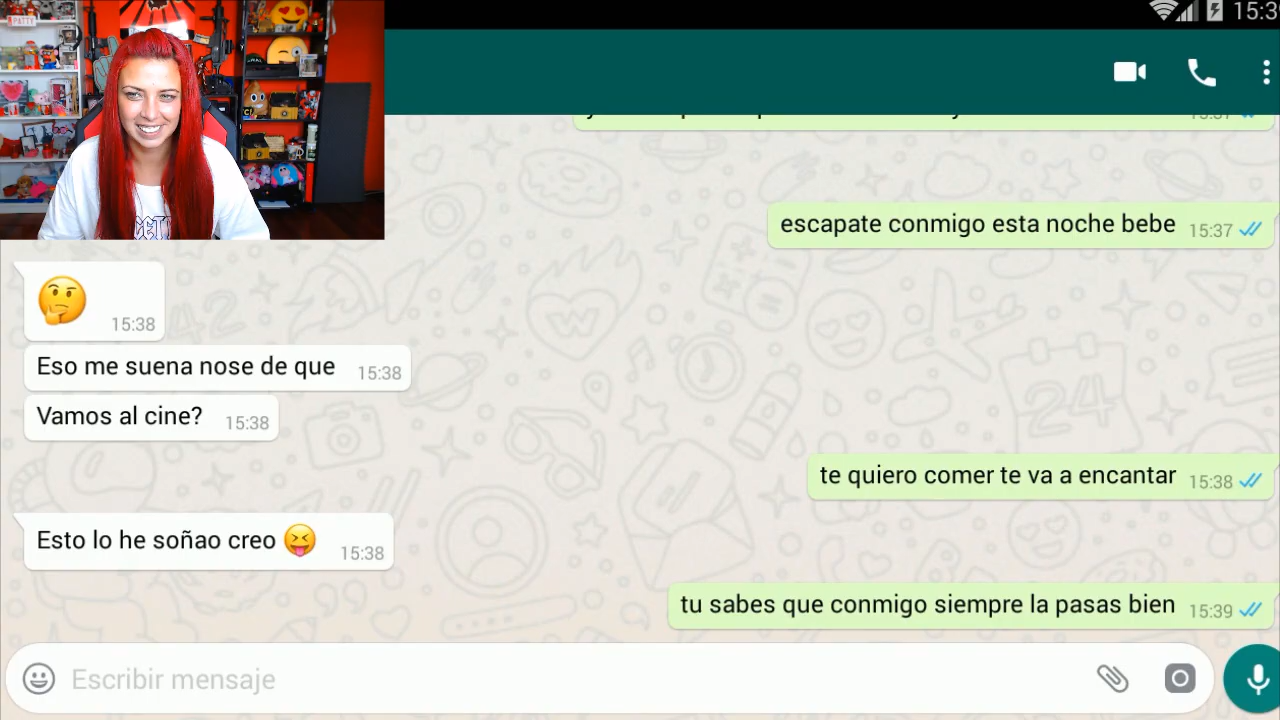 15:3
15:37
escapate conmigo esta noche bebe 15:37
15:38
Eso me suena nose de que 15:38
Vamos al cine? 15:38
te quiero comer te va a encantar 15:38
Esto lo he soñao creo 15:38
tu sabes que conmigo siempre la pasas bien 15:39
Escribir mensaje